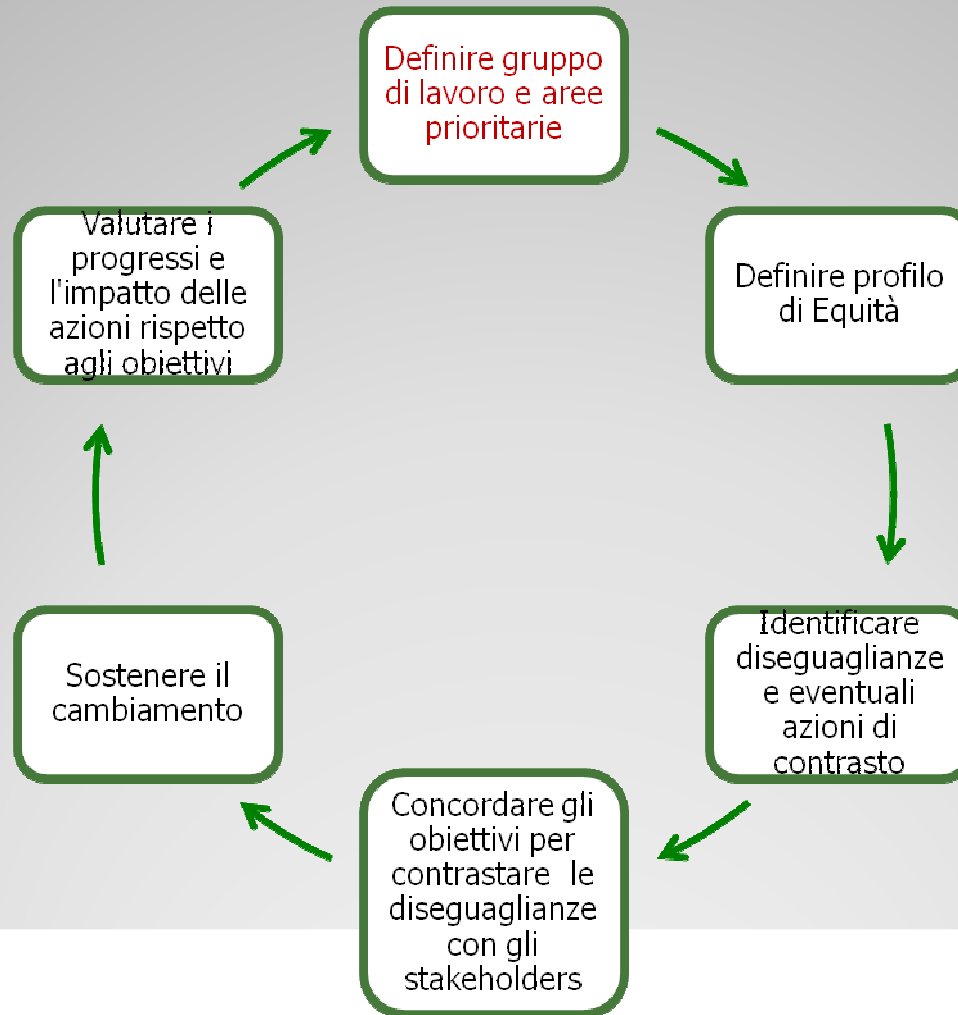 Definire gruppo
di lavoro e aree
prioritarie
Definire profilo
di Equità
Identificare
diseguaglianze
e eventuali
azioni di
contrasto
Concordare gli
obiettivi per
contrastare le
diseguaglianze
con gli
stakeholders
Sostenere il
cambiamento
Valutare i
progressi e
l'impatto delle
azioni rispetto
agli obiettivi